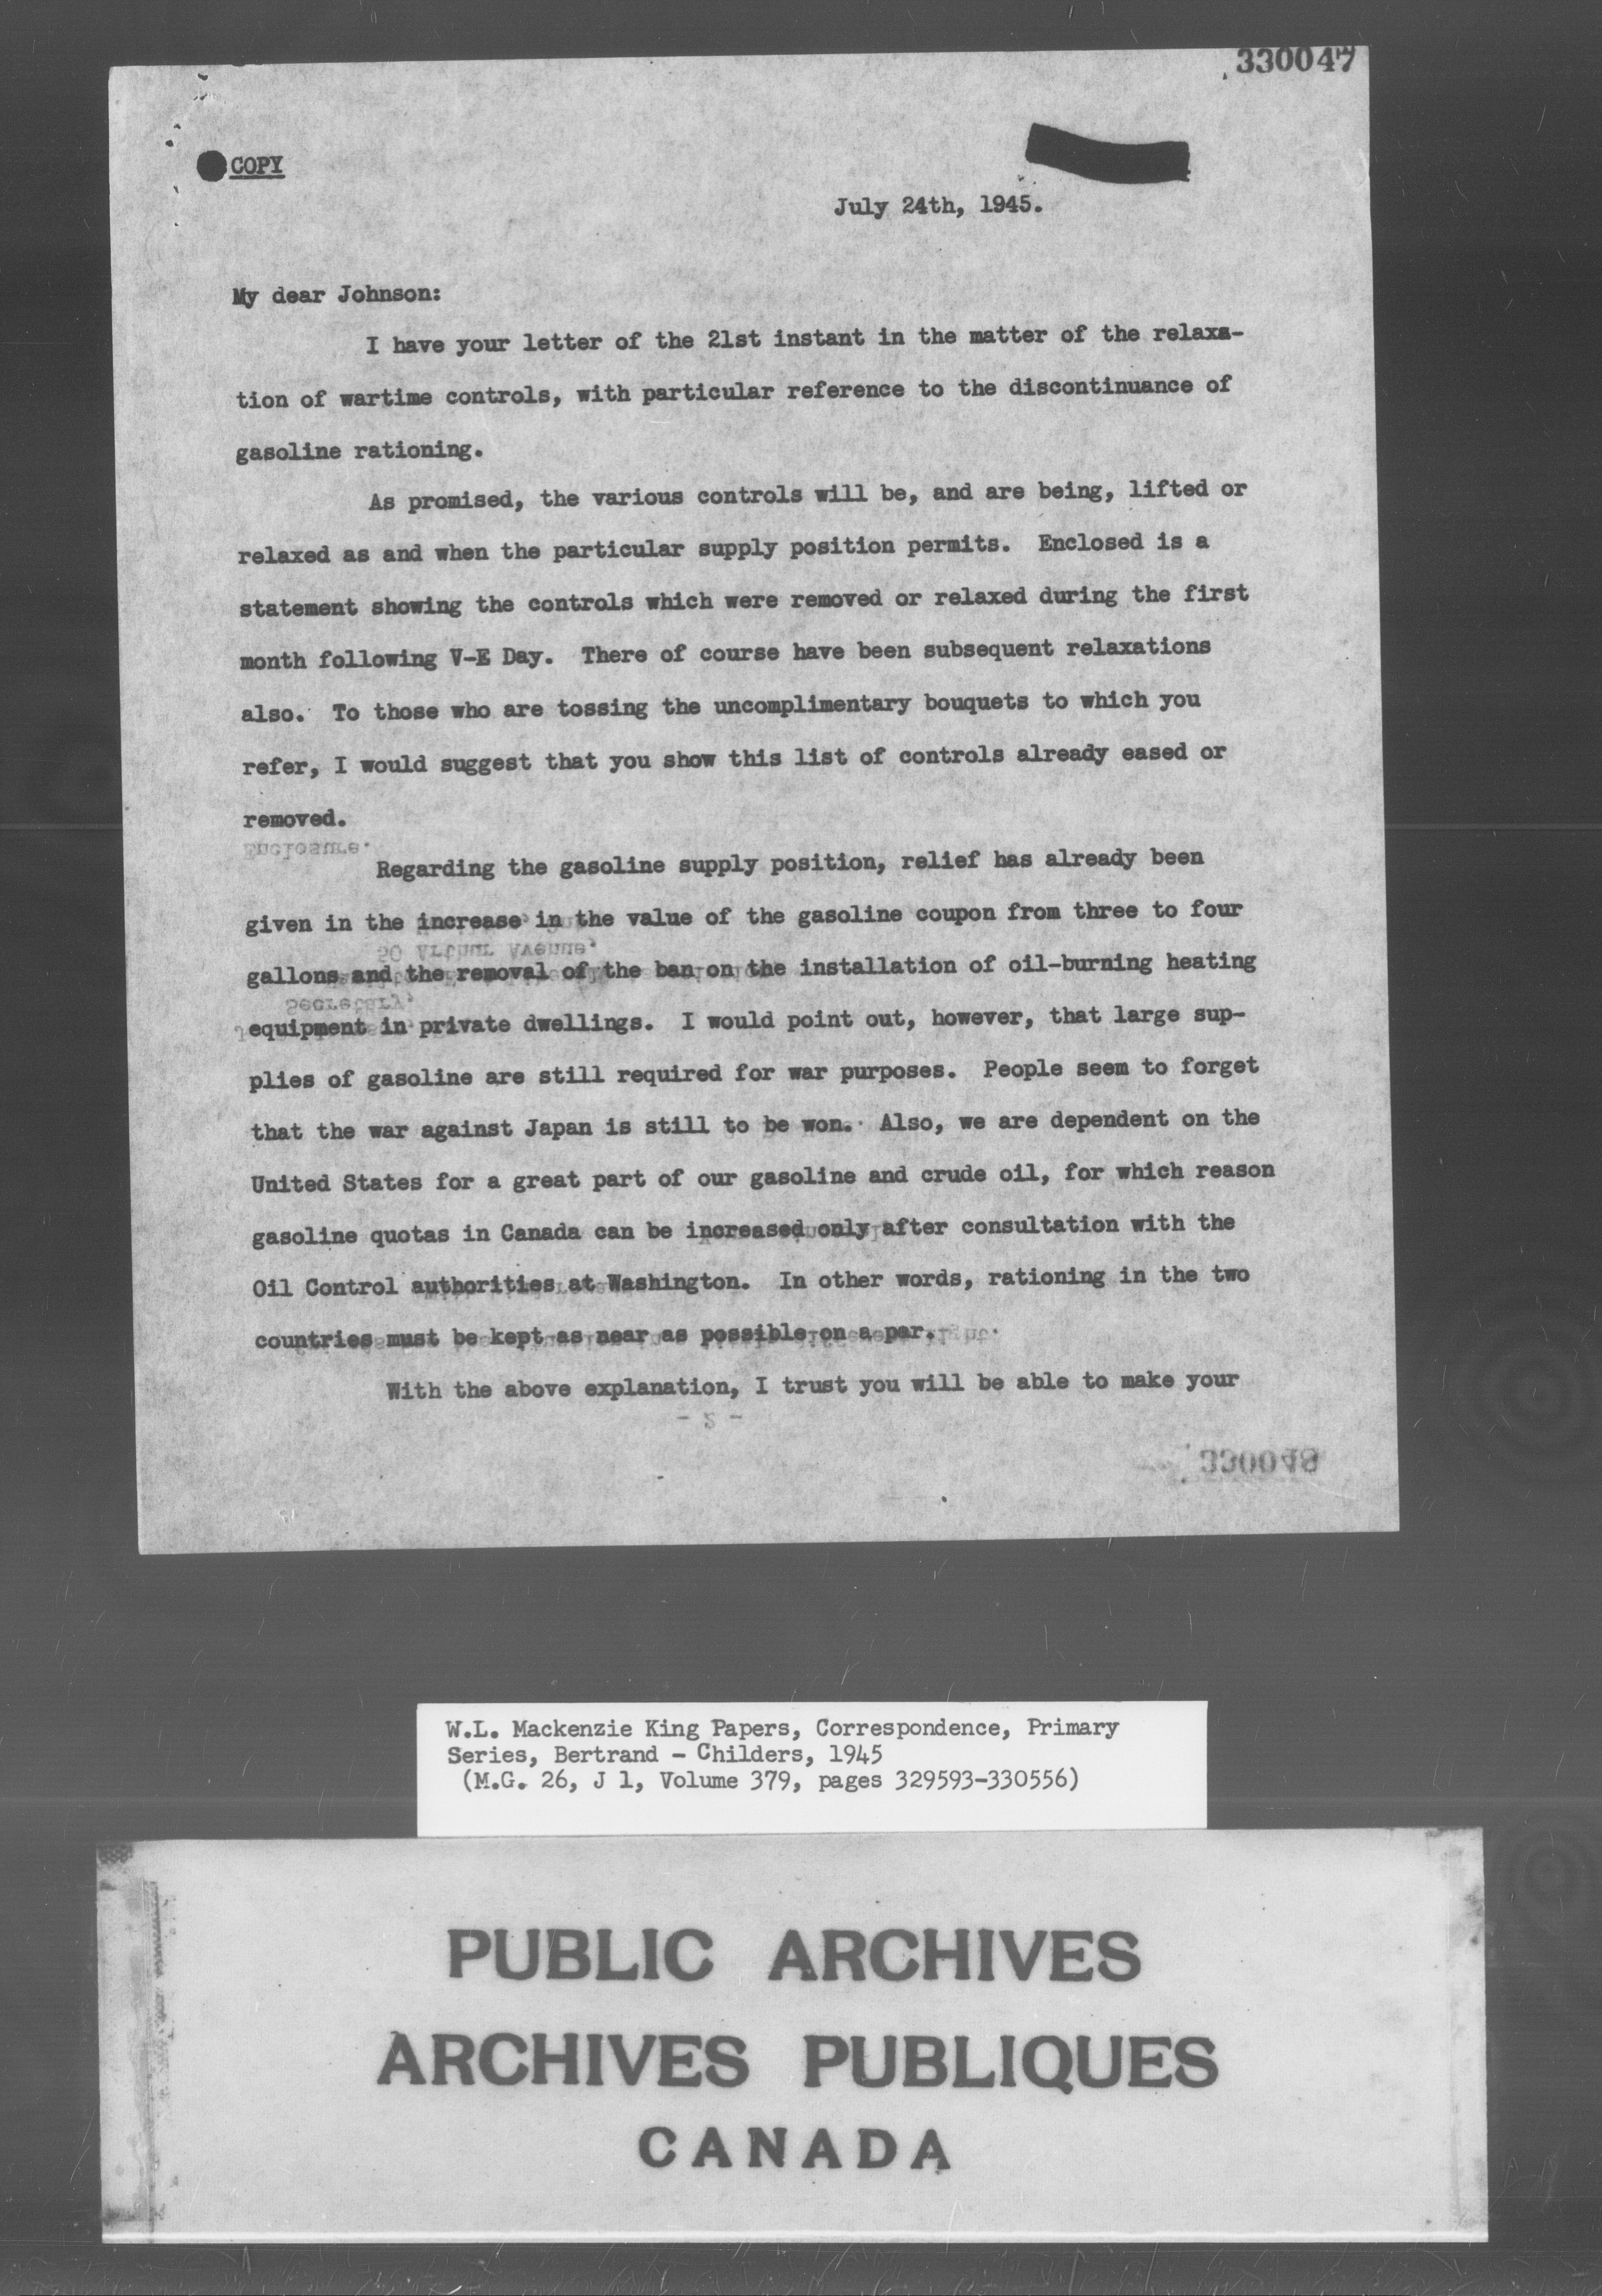 330047
COPY
July 24th, 1945.
My dear Johnson:
I have your letter of the 21st instant in the matter of the relaxa-
tion of wartime controls, with particular reference to the discontinuance of
gasoline rationing.
As promised, the various controls will be, and are being, lifted or
relaxed as and when the particular supply position permits. Enclosed is a
statement showing the controls which were removed or relaxed during the first
month following V-E Day. There of course have been subsequent relaxations
also. To those who are tossing the uncomplimentary bouquets to which you
refer, I would suggest that you show this list of controls already eased or
removed.
Enclosure.
Regarding the gasoline supply position, relief has already been
given in the increase in the value of the gasoline coupon from three to four
50 Arthur Avenue,
gallons and the removal of the ban on the installation of oil-burning heating
Secretary,
equipment in private dwellings. I would point out, however, that large sup-
plies of gasoline are still required for war purposes. People seem to forget
that the war against Japan is still to be won. Also, we are dependent on the
United States for a great part of our gasoline and crude oil, for which reason
gasoline quotas in Canada can be increased only after consultation with the
Oil Control authorities at Washington. In other words, rationing in the two
countries must be kept as near as possible on a par.
With the above explanation, I trust you will be able to make your
- 2 -
330048
W.L. Mackenzie King Papers, Correspondence, Primary
Series, Bertrand - Childers, 1945
(M.G. 26, J 1, Volume 379, pages 329593-330556)
PUBLIC ARCHIVES
ARCHIVES PUBLIQUES
CANADA